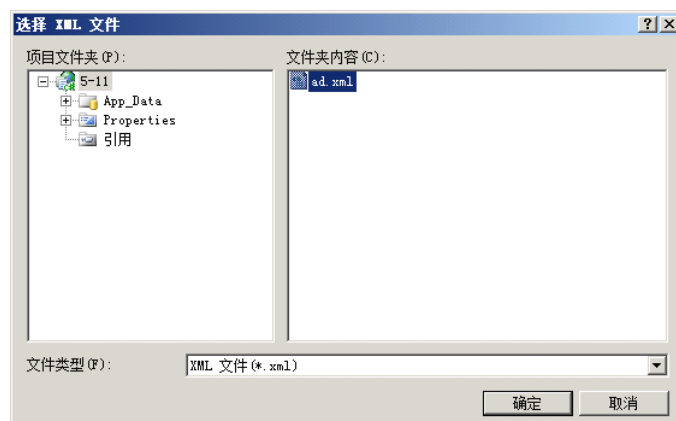 选择 XML 文件
项目文件夹(P):
文件夹内容(C):
5-11
App_Data
Properties
引用
ad.xml
文件类型(F):
XML 文件(*.xml)
确定
取消